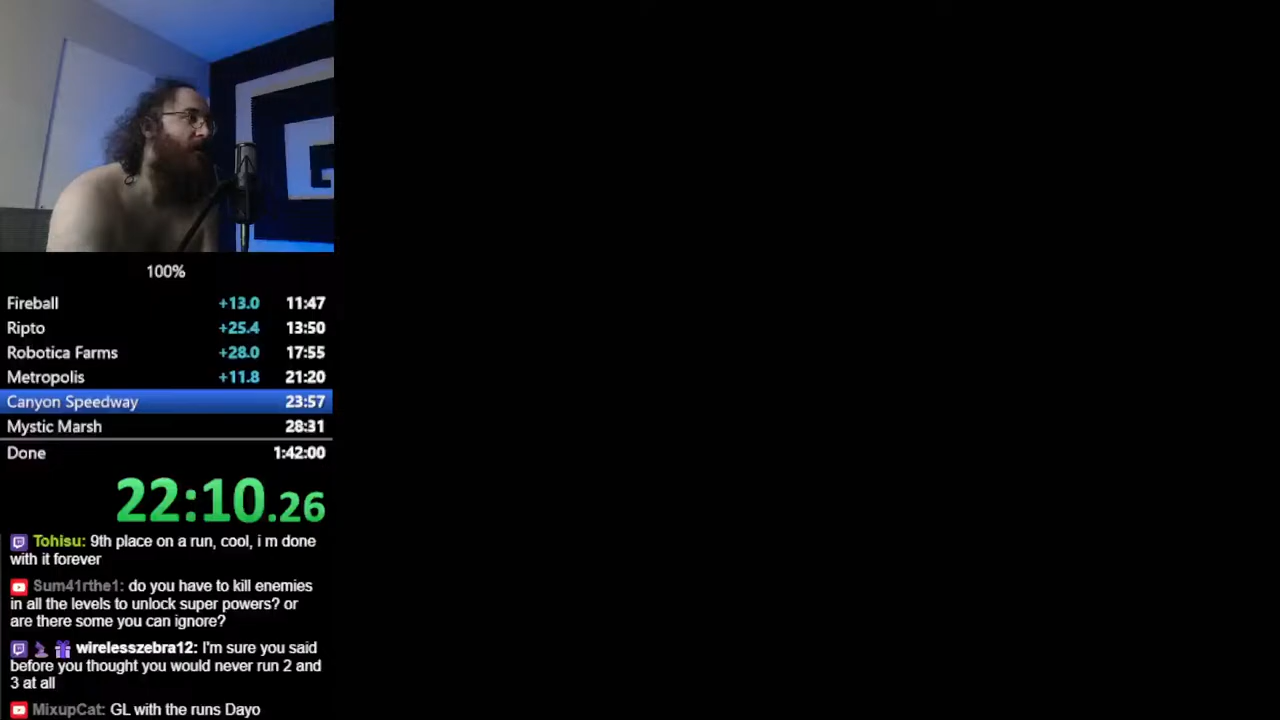 100%
Fireball +13.0 11:47
Ripto +25.4 13:50
Robotica Farms +28.0 17:55
Metropolis +11.8 21:20
Canyon Speedway 23:57
Mystic Marsh 28:31
Done 1:42:00
22:10.26
Tohisu: 9th place on a run, cool, i m done
with it forever
Sum41rthe1: do you have to kill enemies
in all the levels to unlock super powers? or
are there some you can ignore?
wirelesszebra12: I'm sure you said
before you thought you would never run 2 and
3 at all
MixupCat: GL with the runs Dayo